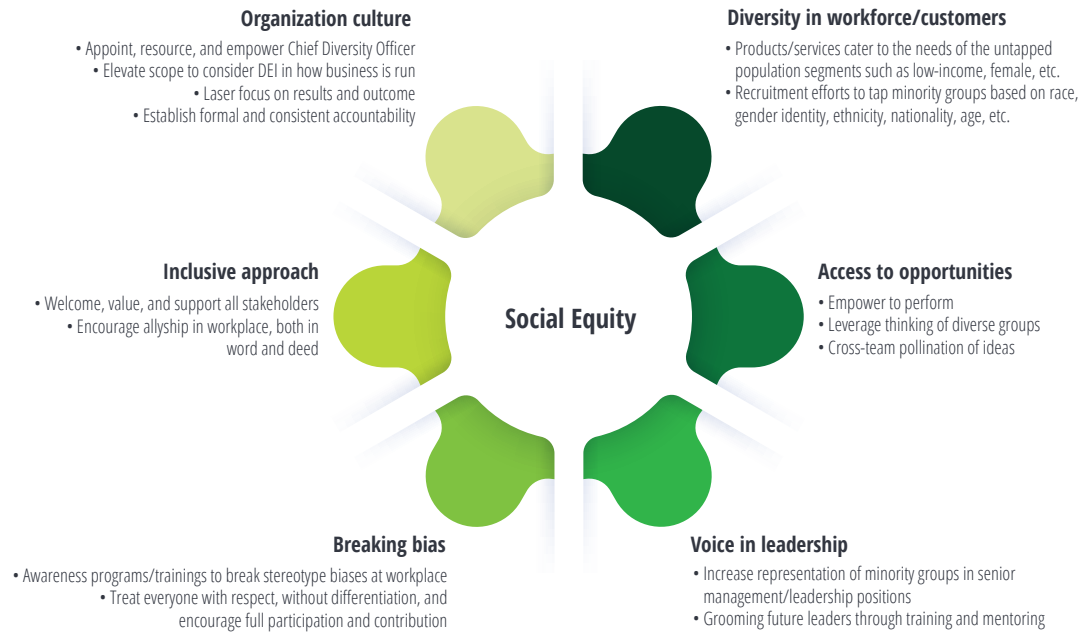 Organization culture
• Appoint, resource, and empower Chief Diversity Officer
• Elevate scope to consider DEI in how business is run
• Laser focus on results and outcome
• Establish formal and consistent accountability
Diversity in workforce/customers
• Products/services cater to the needs of the untapped
population segments such as low-income, female, etc.
• Recruitment efforts to tap minority groups based on race,
gender identity, ethnicity, nationality, age, etc.
Inclusive approach
• Welcome, value, and support all stakeholders
• Encourage allyship in workplace, both in
word and deed
Social Equity
Access to opportunities
• Empower to perform
• Leverage thinking of diverse groups
• Cross-team pollination of ideas
Breaking bias
• Awareness programs/trainings to break stereotype biases at workplace
• Treat everyone with respect, without differentiation, and
encourage full participation and contribution
Voice in leadership
• Increase representation of minority groups in senior
management/leadership positions
• Grooming future leaders through training and mentoring